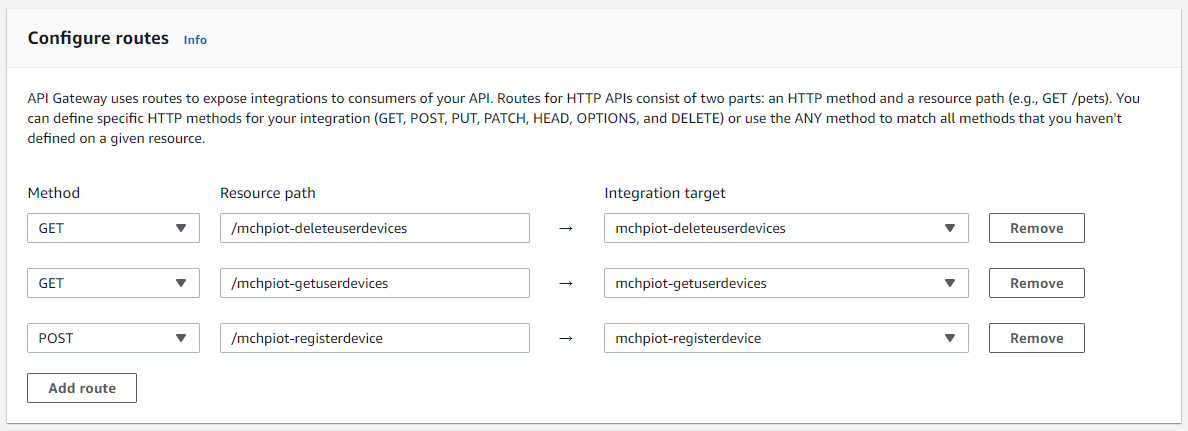 Configure routes Info
API Gateway uses routes to expose integrations to consumers of your API. Routes for HTTP APIs consist of two parts: an HTTP method and a resource path (e.g., GET /pets). You
can define specific HTTP methods for your integration (GET, POST, PUT, PATCH, HEAD, OPTIONS, and DELETE) or use the ANY method to match all methods that you haven't
defined on a given resource.
Method Resource path Integration target
GET /mchpiot-deleteuserdevices → mchpiot-deleteuserdevices Remove
GET /mchpiot-getuserdevices → mchpiot-getuserdevices Remove
POST /mchpiot-registerdevice → mchpiot-registerdevice Remove
Add route